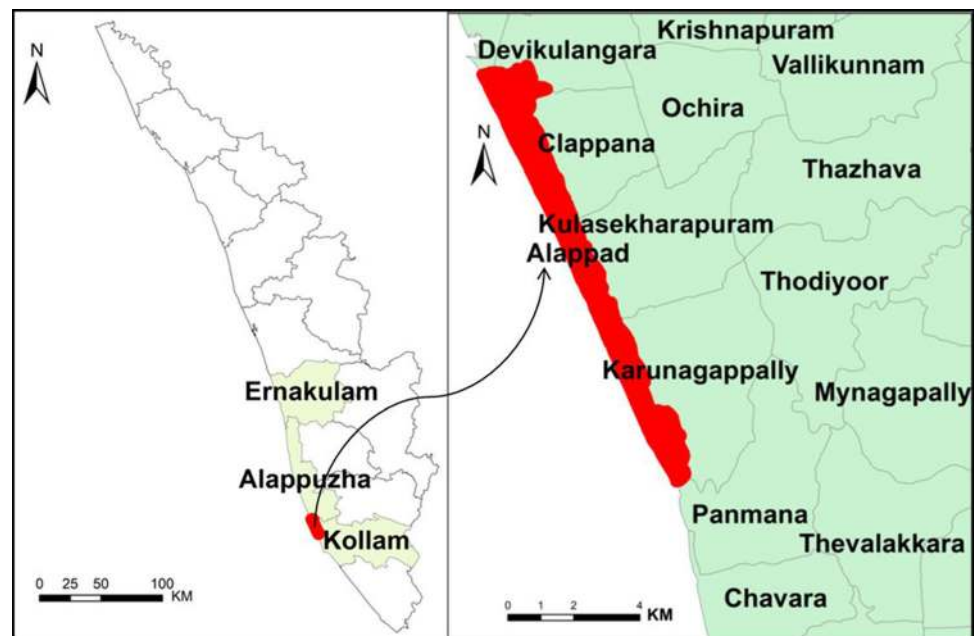 N
Ernakulam
Alappuzha
Kollam
0 25 50 100
KM
Krishnapuram
Devikulangara
Vallikunnam
Ochira
N
Clappana
Thazhava
Kulasekharapuram
Alappad
Thodiyoor
Karunagappally
Mynagapally
Panmana
Thevalakkara
Chavara
0 1 2 4 KM